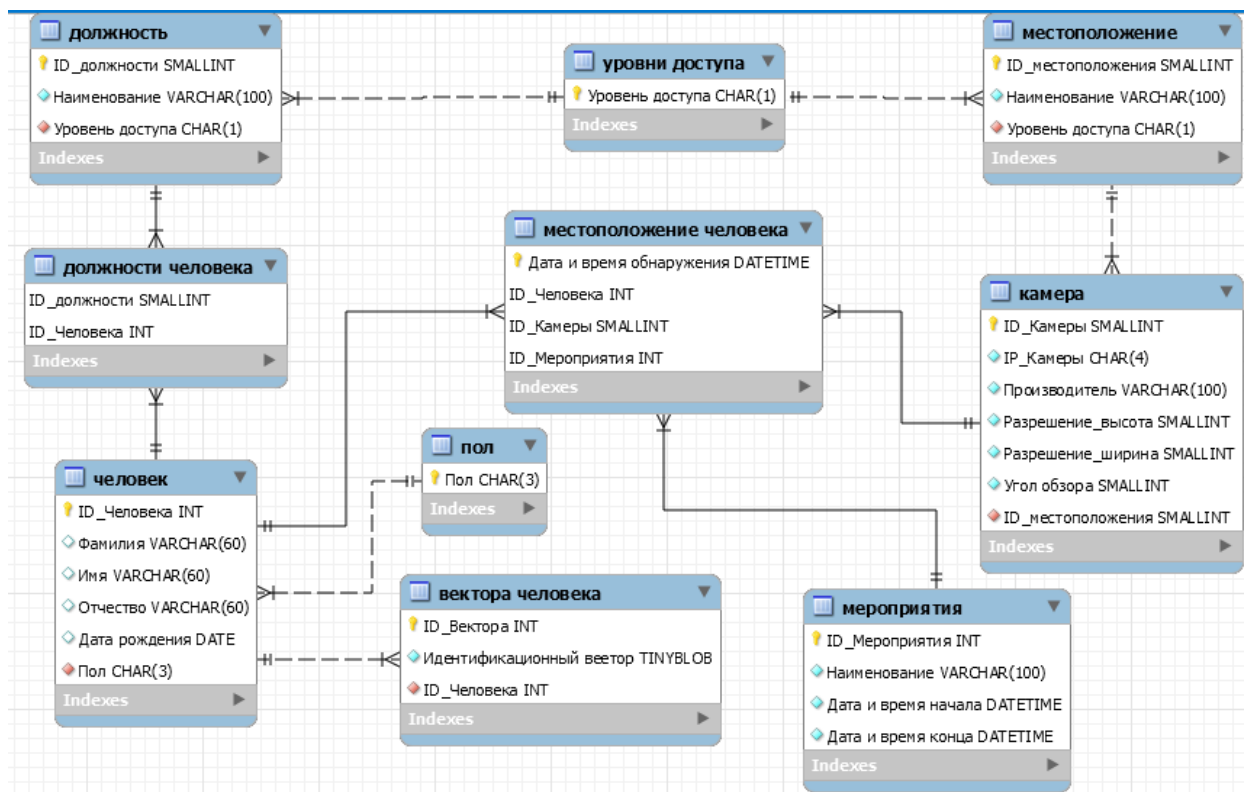 должность
ID_должности SMALLINT
Наименование VARCHAR(100)
Уровень доступа CHAR(1)
Indexes
уровни доступа
Уровень доступа CHAR(1)
Indexes
местоположение
ID_местоположения SMALLINT
Наименование VARCHAR(100)
Уровень доступа CHAR(1)
Indexes
должности человека
ID_должности SMALLINT
ID_Человека INT
Indexes
местоположение человека
Дата и время обнаружения DATETIME
ID_Человека INT
ID_Камеры SMALLINT
ID_Мероприятия INT
Indexes
камера
ID_Камеры SMALLINT
IP_Камеры CHAR(4)
Производитель VARCHAR(100)
Разрешение_высота SMALLINT
Разрешение_ширина SMALLINT
Угол обзора SMALLINT
ID_местоположения SMALLINT
Indexes
человек
ID_Человека INT
Фамилия VARCHAR(60)
Имя VARCHAR(60)
Отчество VARCHAR(60)
Дата рождения DATE
Пол CHAR(3)
Indexes
пол
Пол CHAR(3)
Indexes
вектора человека
ID_Вектора INT
Идентификационный веетор TINYBLOB
ID_Человека INT
Indexes
мероприятия
ID_Мероприятия INT
Наименование VARCHAR(100)
Дата и время начала DATETIME
Дата и время конца DATETIME
Indexes